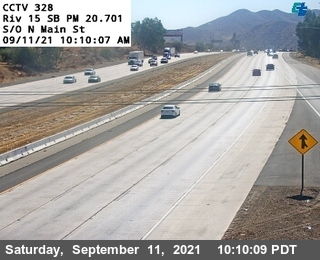 CCTV 328
Riv 15 SB PM 20.701
S/O N Main St
09/11/21 10:10:07 AM
Saturday, September 11, 2021 10:10:09 PDT